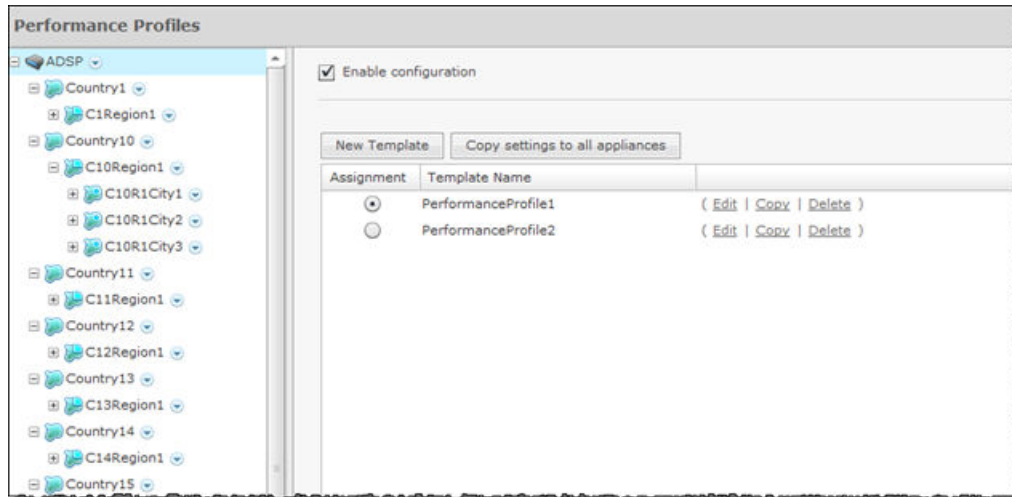 Performance Profiles
ADSP
Country1
C1Region1
Country10
C10Region1
C10R1City1
C10R1City2
C10R1City3
Country11
C11Region1
Country12
C12Region1
Country13
C13Region1
Country14
C14Region1
Country15
Enable configuration
New Template Copy settings to all appliances
Assignment Template Name
PerformanceProfile1 ( Edit | Copy | Delete )
PerformanceProfile2 ( Edit | Copy | Delete )